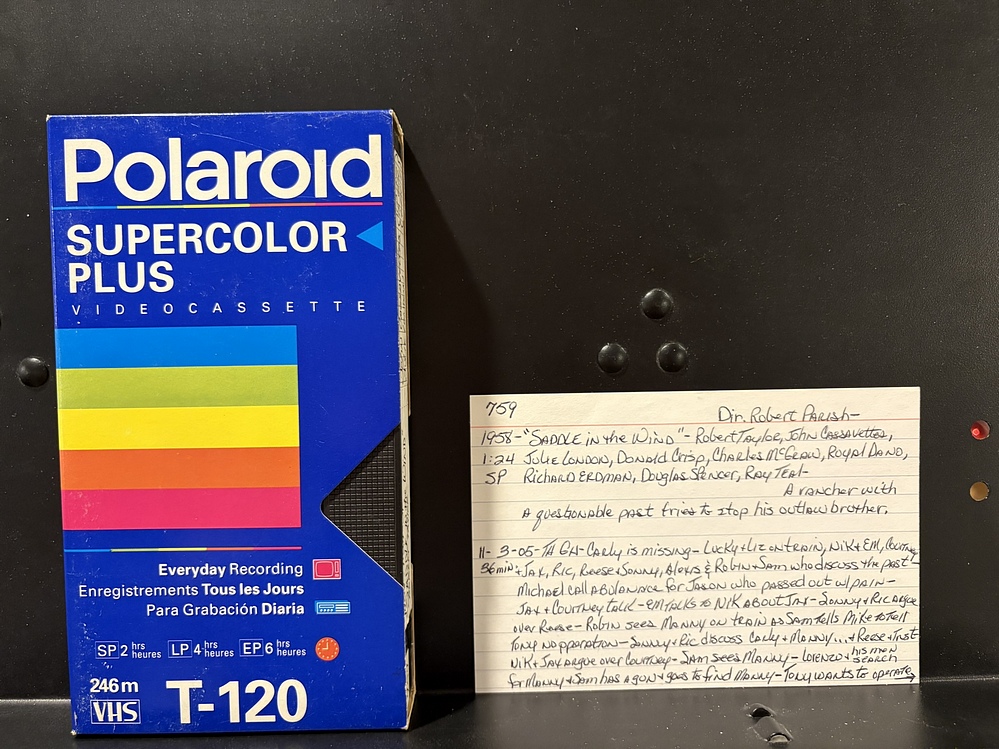 Polaroid
SUPERCOLOR
PLUS
VIDEOCASSETTE
Everyday Recording
Enregistrements Tous les Jours
Para Grabación Diaria
SP 2 hrs heures LP 4 hrs heures EP 6 hrs heures
246m
VHS T-120
759 Dir. Robert Parish-
1958-"SADDLE in the Wind"- Robert Taylor, John Cassavettes,
1:24 Julie London, Donald Crisp, Charles McGraw, Royal Dano,
SP Richard Erdman, Douglas Spencer, Ray Teal-
A rancher with
a questionable past tries to stop his outlaw brother.
11-3-05-TH GH-Carly is missing-Lucky+Liz on train, Nik+Em, Courtney
36min + Jax, Ric, Reese+Sonny, Alexis & Robin+Sam who discuss the past-
Michael call abulanance for Jason who passed out w/pain-
Jax + Courtney talk-Em talks to Nik about Jax-Sonny+Ric argue
over Reese-Robin sees Manny on train as Sam tells Mike to tell
Tony no opparation-Sonny+Ric discuss Carly+Manny...+Reese+trust
Nik+Jax argue over Courtney-Sam sees Manny-Lorenzo+his men search
for Manny+Sam has a gun+goes to find Manny-Tony wants to operate→